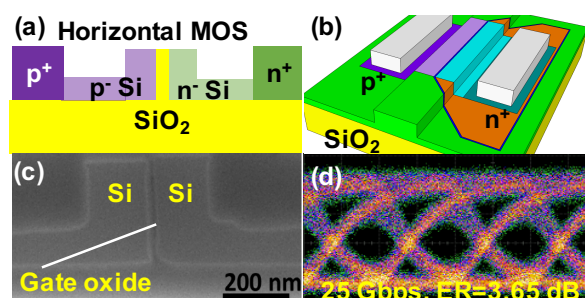 (a) Horizontal MOS
p+
p- Si
n- Si
n+
SiO2
(b)
p+
n+
SiO2
(c)
Si
Si
Gate oxide
200 nm
(d)
25 Gbps, ER=3.65 dB